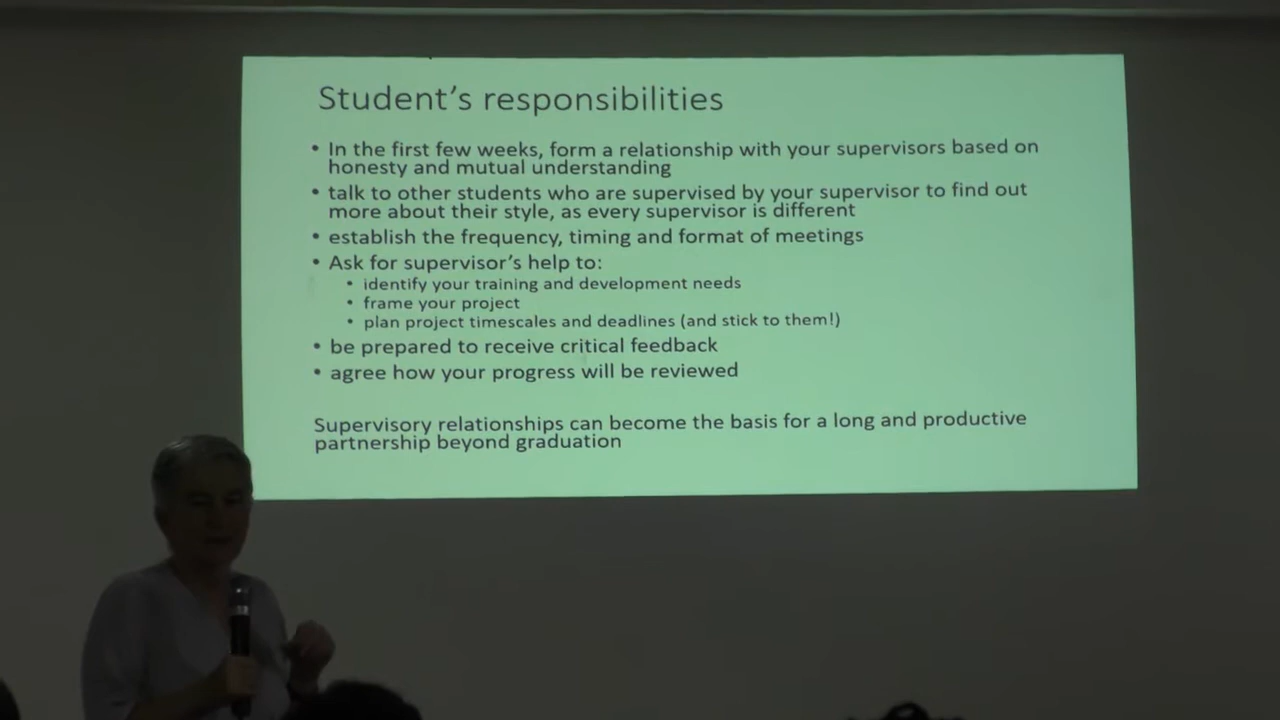 Student's responsibilities
• In the first few weeks, form a relationship with your supervisors based on
honesty and mutual understanding
• talk to other students who are supervised by your supervisor to find out
more about their style, as every supervisor is different
• establish the frequency, timing and format of meetings
• Ask for supervisor's help to:
• identify your training and development needs
• frame your project
• plan project timescales and deadlines (and stick to them!)
• be prepared to receive critical feedback
• agree how your progress will be reviewed
Supervisory relationships can become the basis for a long and productive
partnership beyond graduation